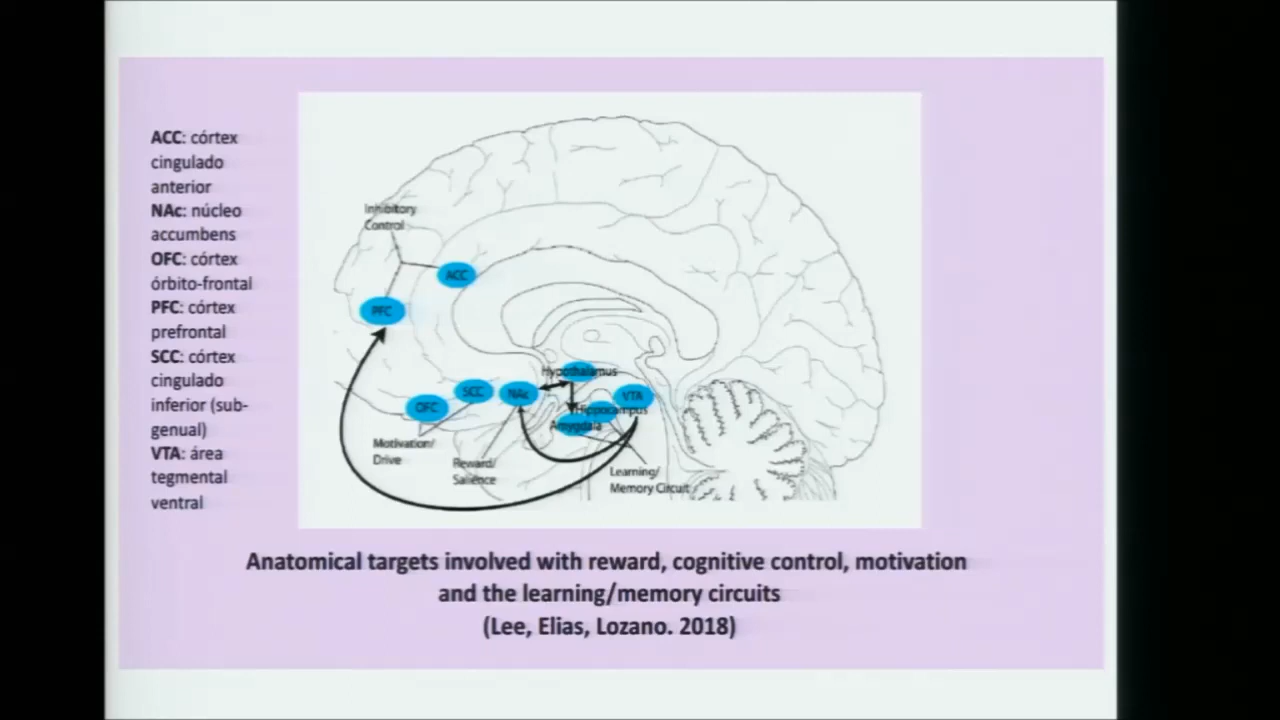 ACC: córtex
cingulado
anterior
NAc: núcleo
accumbens
OFC: córtex
órbito-frontal
PFC: córtex
prefrontal
SCC: córtex
cingulado
inferior (sub-
genual)
VTA: área
tegmental
ventral
Inhibitory
Control
ACC
PFC
Hypothalamus
SCC
NAc
VTA
OFC
Hippocampus
Amygdala
Motivation/
Drive
Reward/
Salience
Learning/
Memory Circuit
Anatomical targets involved with reward, cognitive control, motivation
and the learning/memory circuits
(Lee, Elias, Lozano. 2018)